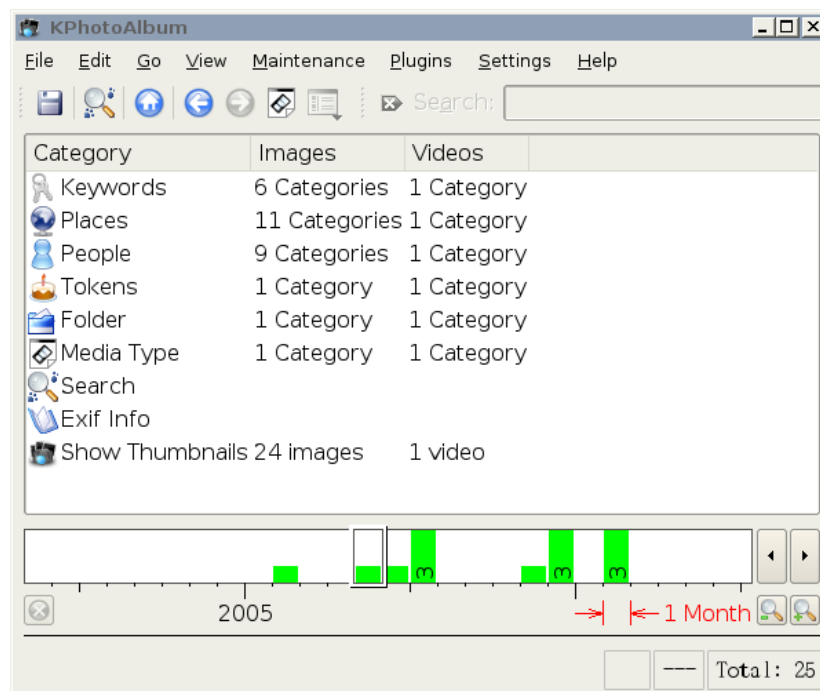 KPhotoAlbum
File Edit Go View Maintenance Plugins Settings Help
Search:
Category Images Videos
Keywords 6 Categories 1 Category
Places 11 Categories 1 Category
People 9 Categories 1 Category
Tokens 1 Category 1 Category
Folder 1 Category 1 Category
Media Type 1 Category 1 Category
Search
Exif Info
Show Thumbnails 24 images 1 video
3 3 3
2005 1 Month
--- Total: 25